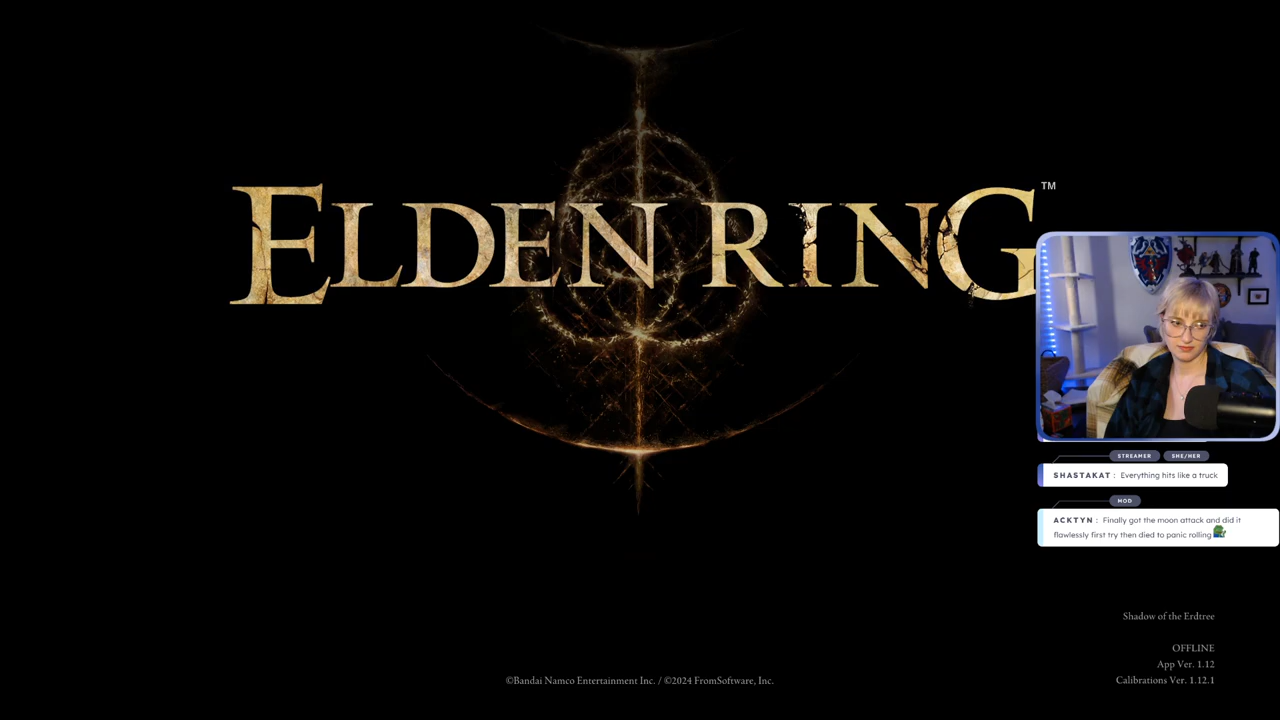 ELDEN RING™
STREAMER SHE/HER
SHASTAKAT : Everything hits like a truck
MOD
ACKTYN : Finally got the moon attack and did it
flawlessly first try then died to panic rolling
Shadow of the Erdtree
OFFLINE
App Ver. 1.12
Calibrations Ver. 1.12.1
©Bandai Namco Entertainment Inc. / ©2024 FromSoftware, Inc.